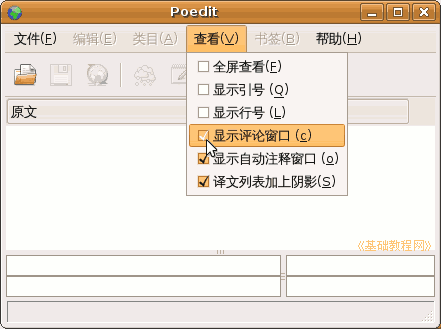 Poedit
文件(F) 编辑(E) 类目(A) 查看(V) 书签(B) 帮助(H)
全屏查看(F)
显示引号 (Q)
显示行号 (L)
原文
显示评论窗口 (c)
显示自动注释窗口 (o)
译文列表加上阴影(S)
《基础教程网》